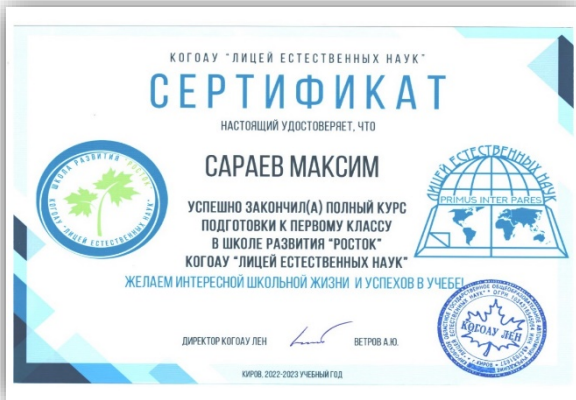 КОГОАУ "ЛИЦЕЙ ЕСТЕСТВЕННЫХ НАУК"
СЕРТИФИКАТ
НАСТОЯЩИЙ УДОСТОВЕРЯЕТ, ЧТО
САРАЕВ МАКСИМ
УСПЕШНО ЗАКОНЧИЛ(А) ПОЛНЫЙ КУРС
ПОДГОТОВКИ К ПЕРВОМУ КЛАССУ
В ШКОЛЕ РАЗВИТИЯ "РОСТОК"
КОГОАУ "ЛИЦЕЙ ЕСТЕСТВЕННЫХ НАУК"
ЖЕЛАЕМ ИНТЕРЕСНОЙ ШКОЛЬНОЙ ЖИЗНИ И УСПЕХОВ В УЧЕБЕ!
ШКОЛА РАЗВИТИЯ "РОСТОК"
КОГОАУ "ЛИЦЕЙ ЕСТЕСТВЕННЫХ НАУК"
ЛИЦЕЙ ЕСТЕСТВЕННЫХ НАУК
PRIMUS INTER PARES
ДИРЕКТОР КОГОАУ ЛЕН
ВЕТРОВ А.Ю.
КОГОАУ ЛЕН
КИРОВ, 2022-2023 УЧЕБНЫЙ ГОД